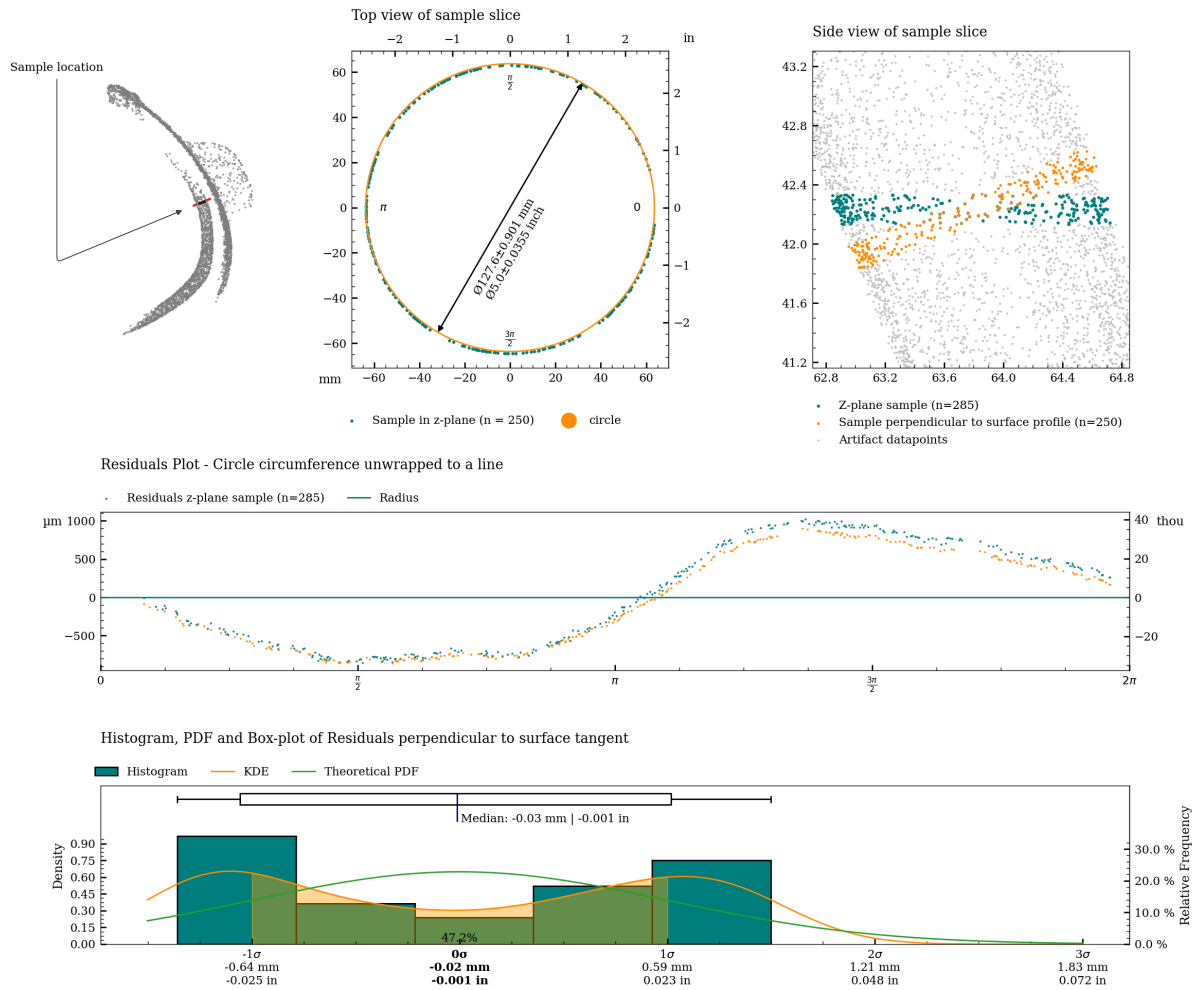 Top view of sample slice
−2 −1 0 1 2 in
Side view of sample slice
Sample location
60
40
20
0
−20
−40
−60
2
1
0
−1
−2
π/2
π
0
3π/2
Ø127.6±0.901 mm
Ø5.0±0.0355 inch
mm −60 −40 −20 0 20 40 60
Sample in z-plane (n = 250) circle
43.2
42.8
42.4
42.0
41.6
41.2
62.8 63.2 63.6 64.0 64.4 64.8
Z-plane sample (n=285)
Sample perpendicular to surface profile (n=250)
Artifact datapoints
Residuals Plot - Circle circumference unwrapped to a line
Residuals z-plane sample (n=285) Radius
µm 1000
500
0
−500
40 thou
20
0
−20
0 π/2 π 3π/2 2π
Histogram, PDF and Box-plot of Residuals perpendicular to surface tangent
Histogram KDE Theoretical PDF
Median: -0.03 mm | -0.001 in
Density
0.90
0.75
0.60
0.45
0.30
0.15
0.00
30.0 %
20.0 %
10.0 %
0.0 %
Relative Frequency
47.2%
-1σ 0σ 1σ 2σ 3σ
-0.64 mm -0.02 mm 0.59 mm 1.21 mm 1.83 mm
-0.025 in -0.001 in 0.023 in 0.048 in 0.072 in